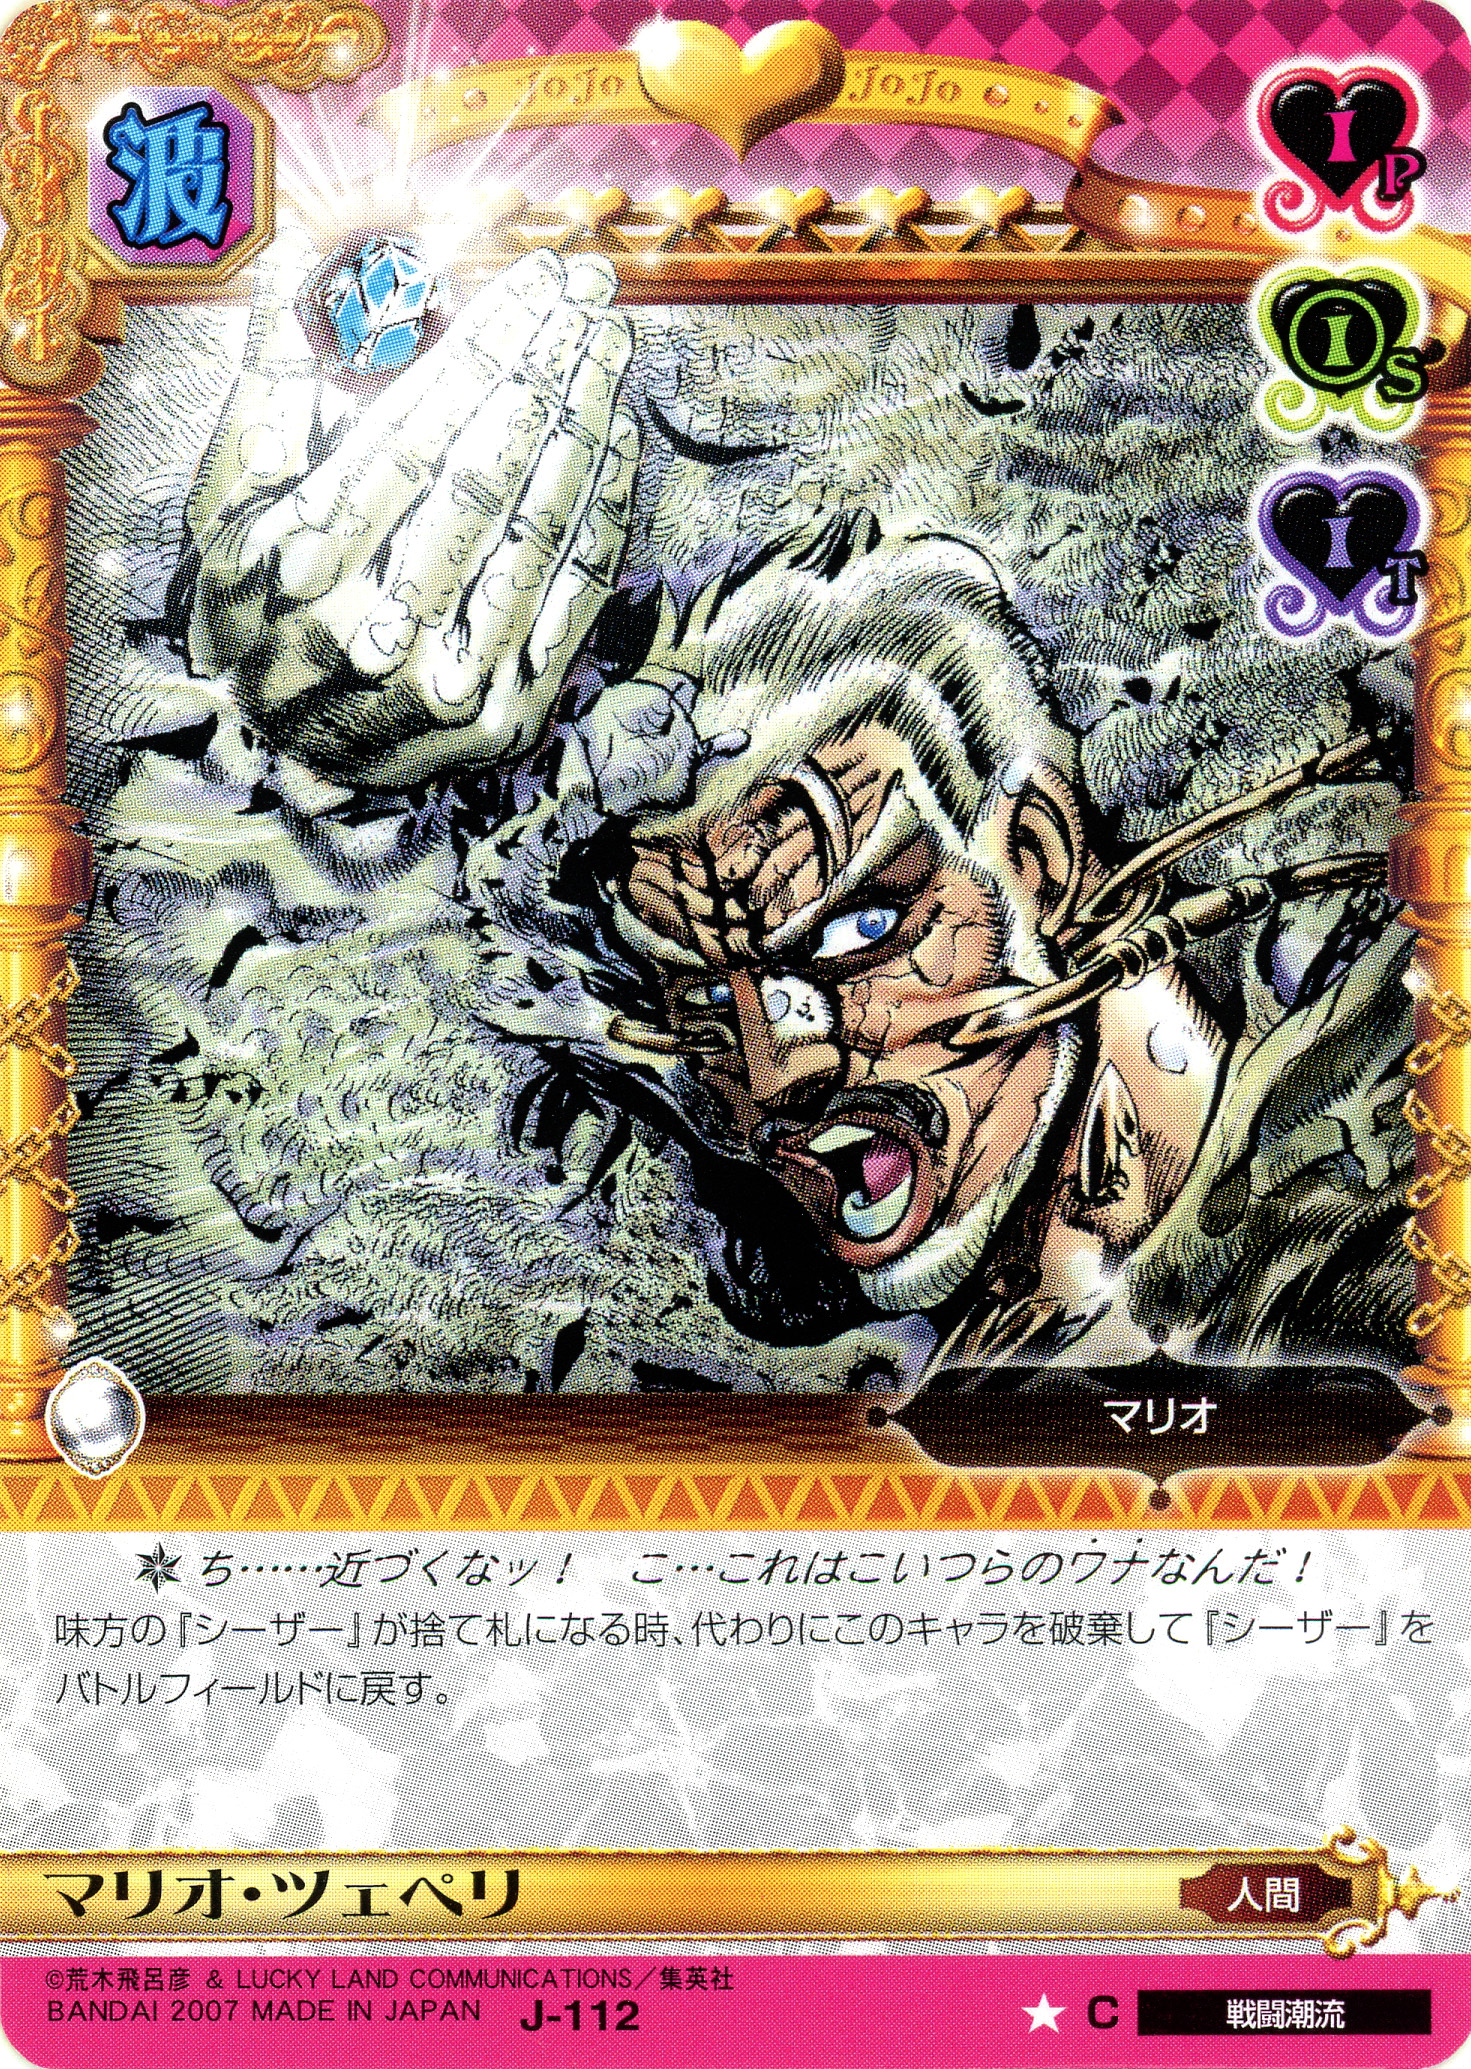 JoJo JoJo
波
1 P
1 S
1 T
マリオ
ち……近づくなッ！　こ…これはこいつらのワナなんだ！
味方の『シーザー』が捨て札になる時、代わりにこのキャラを破棄して『シーザー』を
バトルフィールドに戻す。
マリオ・ツェペリ
人間
©荒木飛呂彦 & LUCKY LAND COMMUNICATIONS／集英社
BANDAI 2007 MADE IN JAPAN J-112
★ C 戦闘潮流